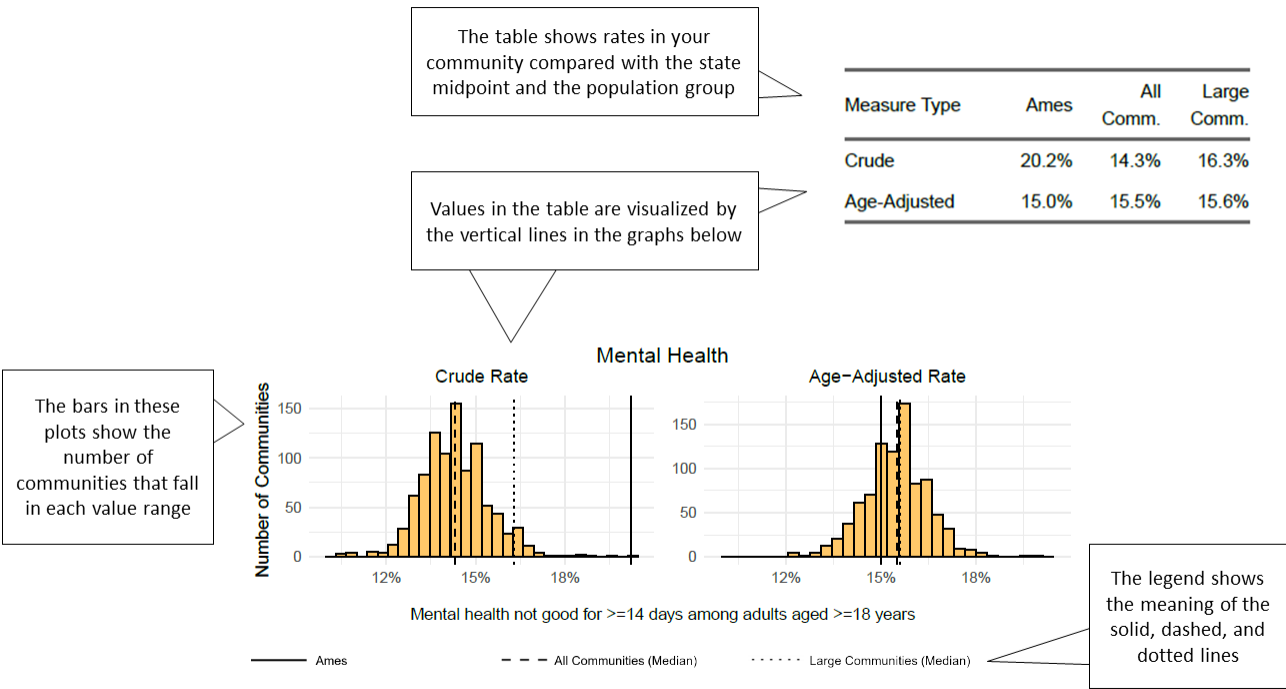 The table shows rates in your
community compared with the state
midpoint and the population group
Measure Type Ames All Comm. Large Comm.
Crude 20.2% 14.3% 16.3%
Age-Adjusted 15.0% 15.5% 15.6%
Values in the table are visualized by
the vertical lines in the graphs below
Mental Health
Crude Rate
Age−Adjusted Rate
The bars in these
plots show the
number of
communities that fall
in each value range
Number of Communities
150
100
50
0
12% 15% 18%
150
100
50
0
12% 15% 18%
Mental health not good for >=14 days among adults aged >=18 years
Ames
All Communities (Median)
Large Communities (Median)
The legend shows
the meaning of the
solid, dashed, and
dotted lines